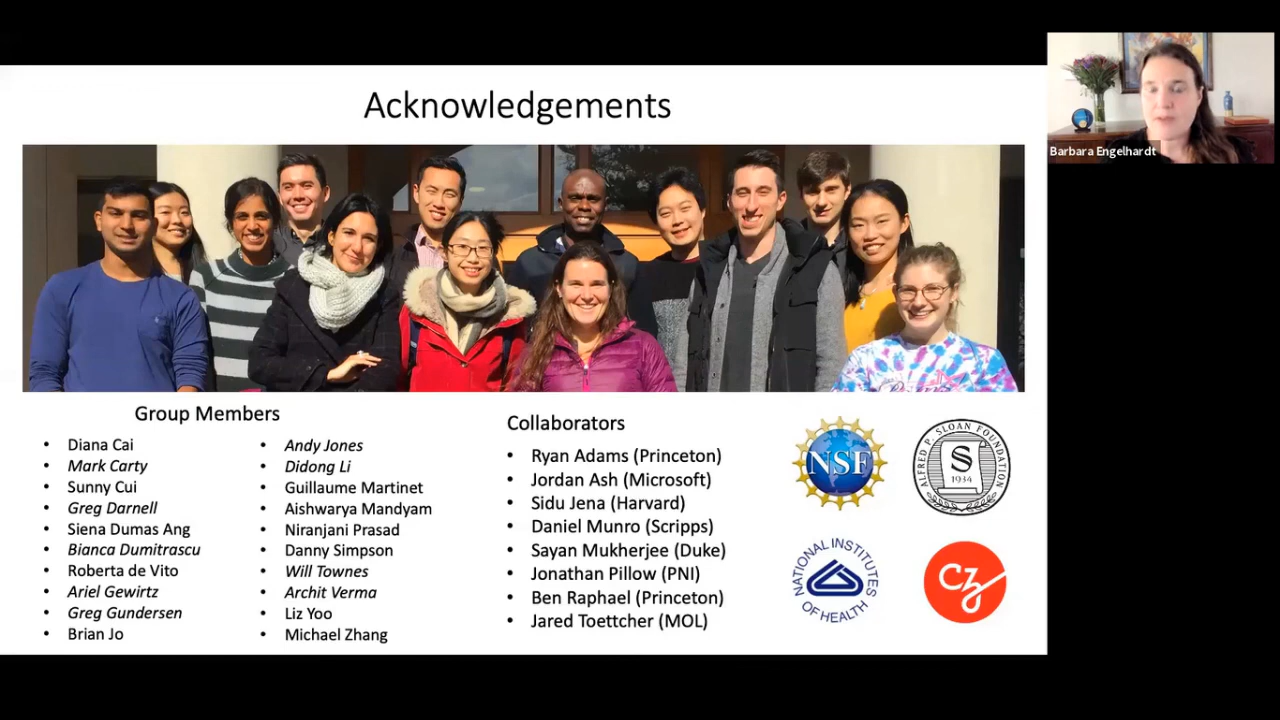 Acknowledgements
Barbara Engelhardt
Group Members
• Diana Cai
• Mark Carty
• Sunny Cui
• Greg Darnell
• Siena Dumas Ang
• Bianca Dumitrascu
• Roberta de Vito
• Ariel Gewirtz
• Greg Gundersen
• Brian Jo
• Andy Jones
• Didong Li
• Guillaume Martinet
• Aishwarya Mandyam
• Niranjani Prasad
• Danny Simpson
• Will Townes
• Archit Verma
• Liz Yoo
• Michael Zhang
Collaborators
• Ryan Adams (Princeton)
• Jordan Ash (Microsoft)
• Sidu Jena (Harvard)
• Daniel Munro (Scripps)
• Sayan Mukherjee (Duke)
• Jonathan Pillow (PNI)
• Ben Raphael (Princeton)
• Jared Toettcher (MOL)
NSF
ALFRED P. SLOAN FOUNDATION
S
1934
NATIONAL INSTITUTES
OF HEALTH
CZ